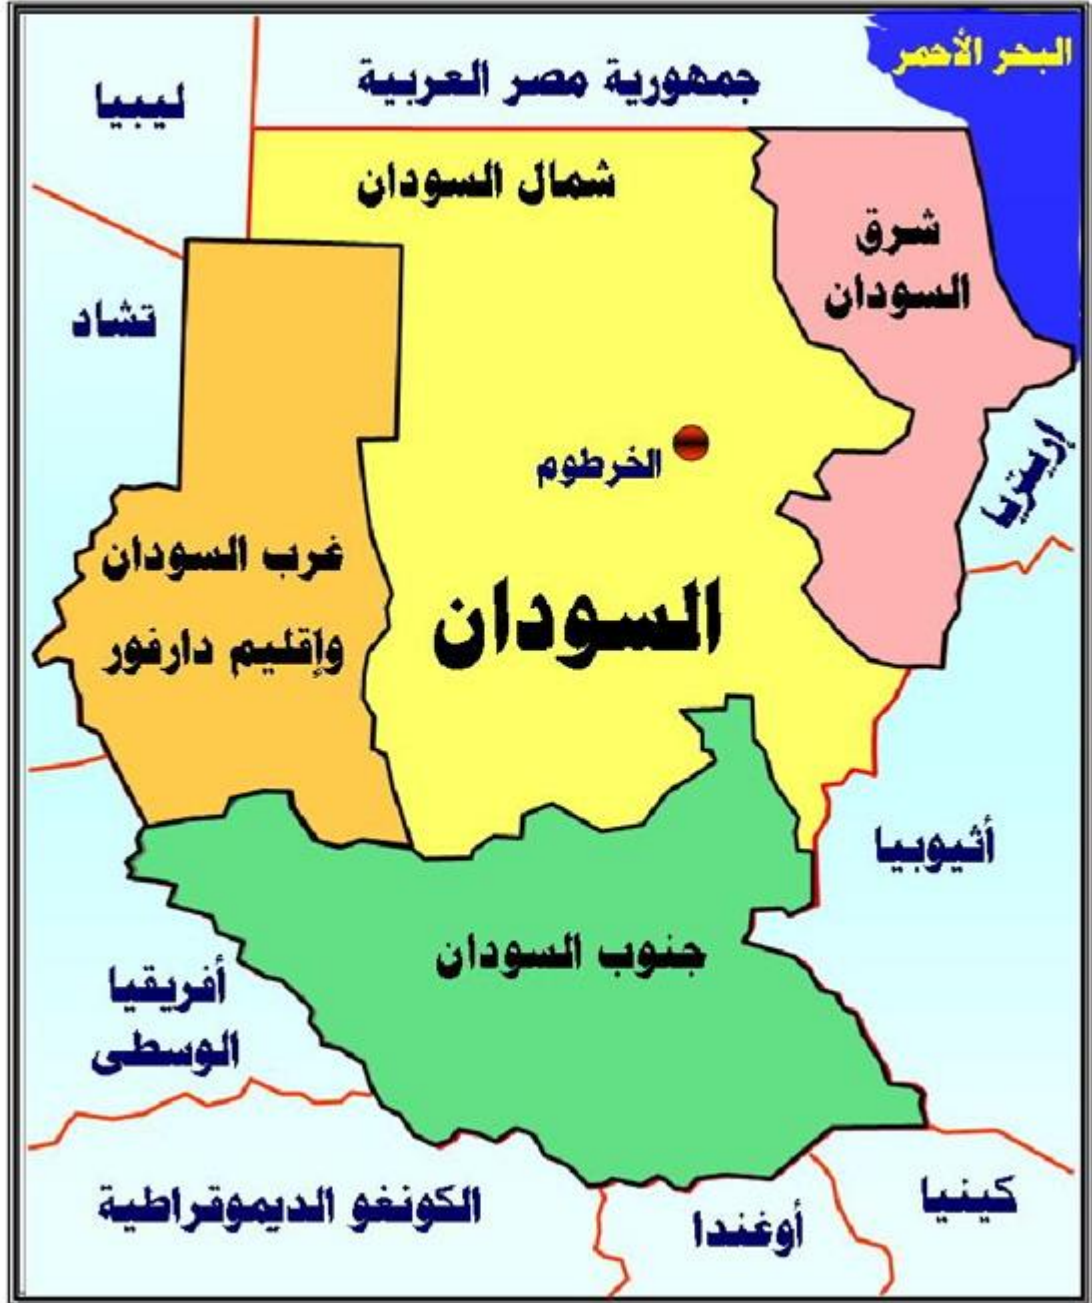 البحر الأحمر
جمهورية مصر العربية
ليبيا
شمال السودان
شرق
السودان
تشاد
إريتريا
الخرطوم
غرب السودان
وإقليم دارفور
السودان
أثيوبيا
جنوب السودان
أفريقيا
الوسطى
كينيا
أوغندا
الكونغو الديموقراطية